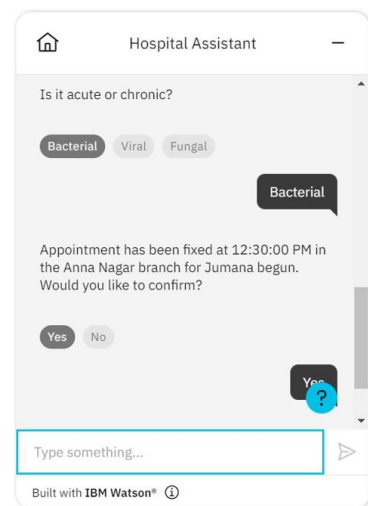 Hospital Assistant
Is it acute or chronic?
Bacterial Viral Fungal
Bacterial
Appointment has been fixed at 12:30:00 PM in
the Anna Nagar branch for Jumana begun.
Would you like to confirm?
Yes No
Yes
?
Type something...
Built with IBM Watson® i